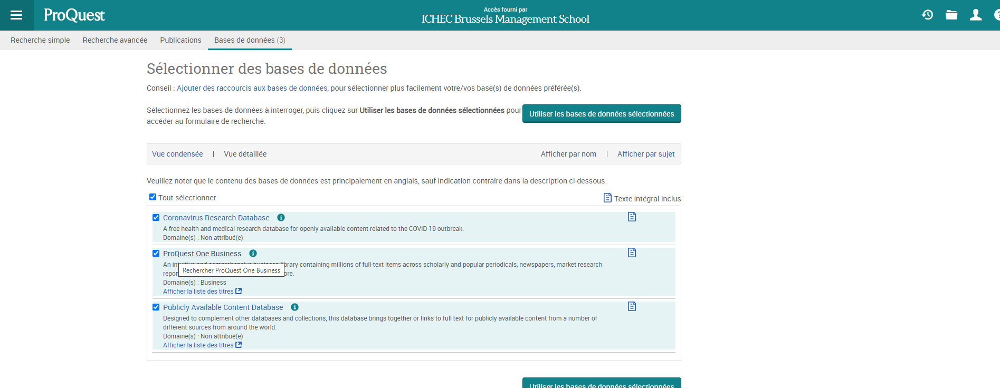 ProQuest
Accès fourni par
ICHEC Brussels Management School
Recherche simple Recherche avancée Publications Bases de données (3)
Sélectionner des bases de données
Conseil : Ajouter des raccourcis aux bases de données, pour sélectionner plus facilement votre/vos base(s) de données préférée(s).
Sélectionnez les bases de données à interroger, puis cliquez sur Utiliser les bases de données sélectionnées pour
accéder au formulaire de recherche.
Utiliser les bases de données sélectionnées
Vue condensée | Vue détaillée Afficher par nom | Afficher par sujet
Veuillez noter que le contenu des bases de données est principalement en anglais, sauf indication contraire dans la description ci-dessous.
Tout sélectionner Texte intégral inclus
Coronavirus Research Database
A free health and medical research database for openly available content related to the COVID-19 outbreak.
Domaine(s) : Non attribué(e)
ProQuest One Business
An library containing millions of full-text items across scholarly and popular periodicals, newspapers, market research
Rechercher ProQuest One Business
Domaine(s) : Business
Afficher la liste des titres
Publicly Available Content Database
Designed to complement other databases and collections, this database brings together or links to full text for publicly available content from a number of
different sources from around the world.
Domaine(s) : Non attribué(e)
Afficher la liste des titres
Utiliser les bases de données sélectionnées